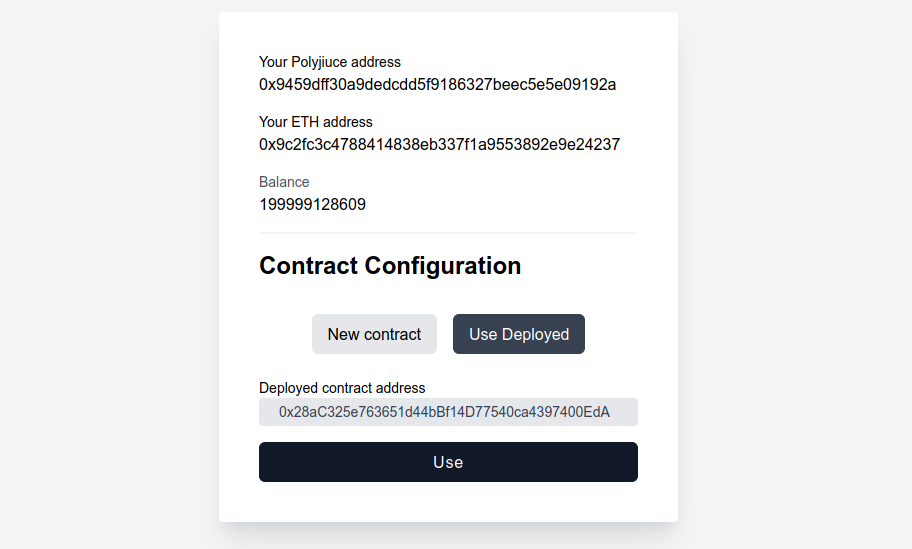 Your Polyjiuce address
0x9459dff30a9dedcdd5f9186327beec5e5e09192a
Your ETH address
0x9c2fc3c4788414838eb337f1a9553892e9e24237
Balance
199999128609
Contract Configuration
New contract
Use Deployed
Deployed contract address
0x28aC325e763651d44bBf14D77540ca4397400EdA
Use